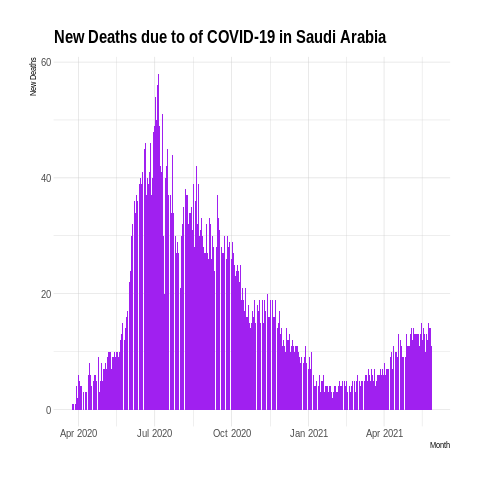 New Deaths due to of COVID-19 in Saudi Arabia
New Deaths
60
40
20
0
Apr 2020 Jul 2020 Oct 2020 Jan 2021 Apr 2021
Month